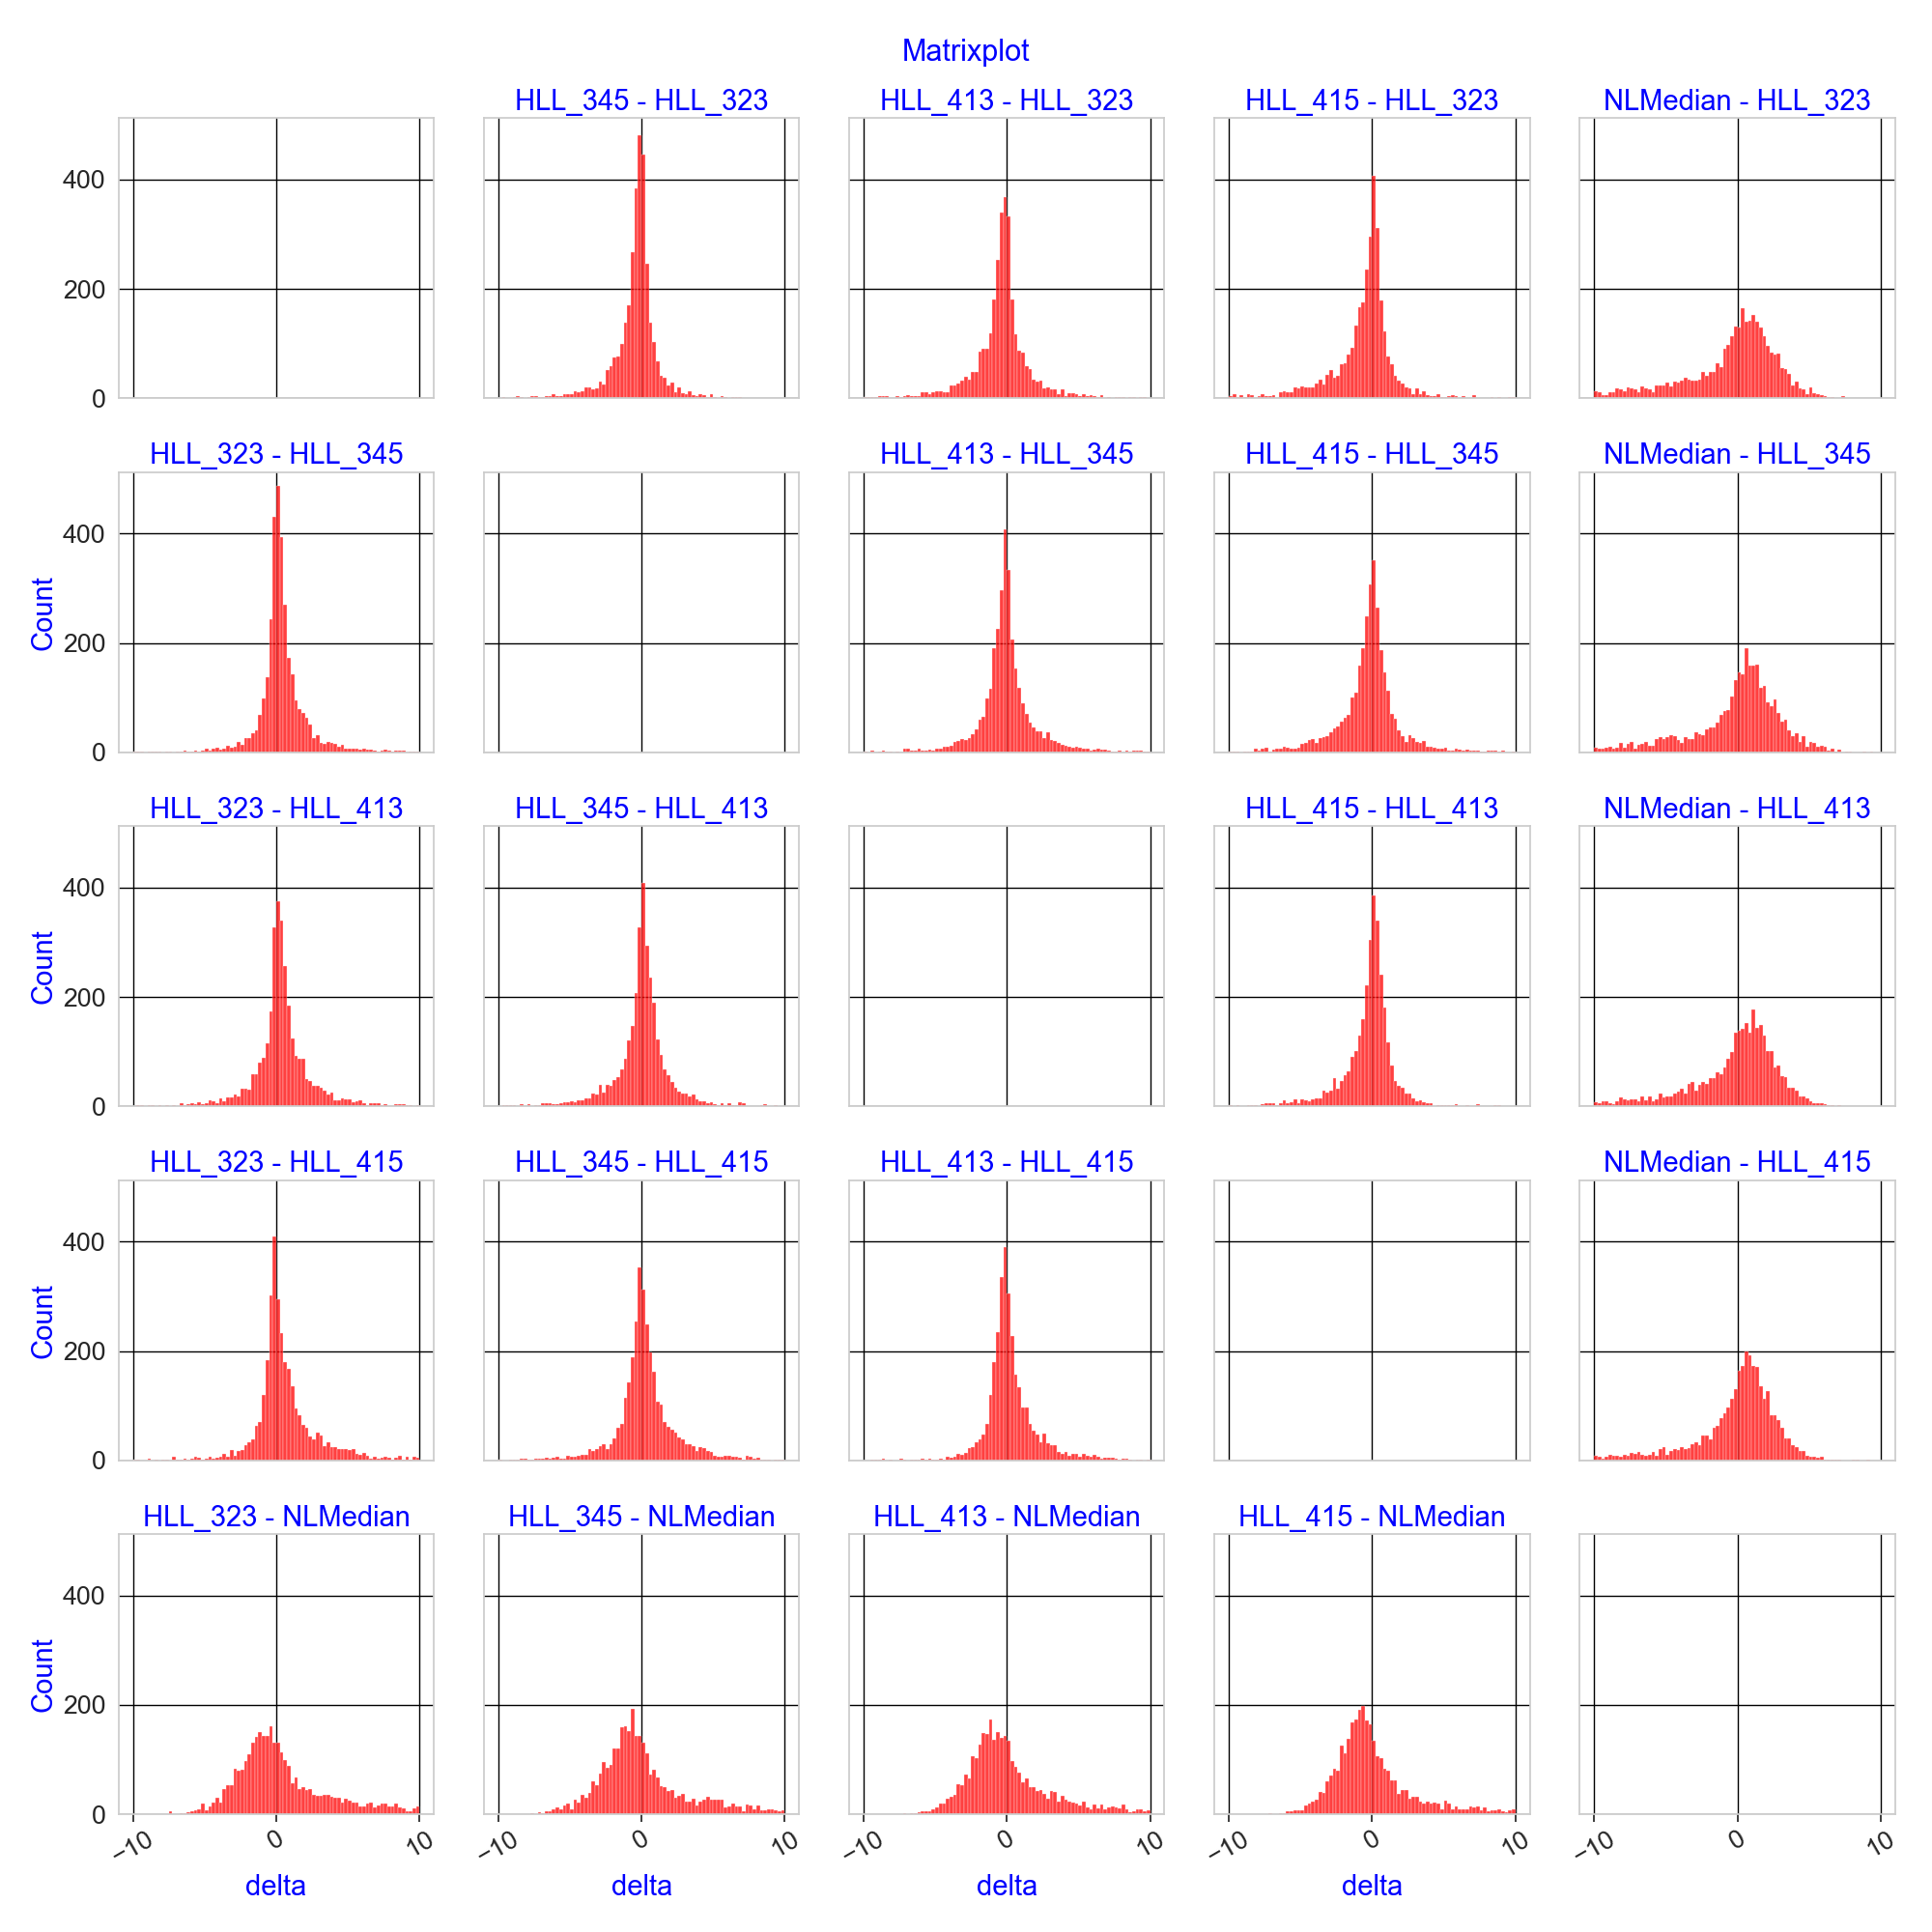 Matrixplot
HLL_345 - HLL_323
HLL_413 - HLL_323
HLL_415 - HLL_323
NLMedian - HLL_323
400
200
0
HLL_323 - HLL_345
HLL_413 - HLL_345
HLL_415 - HLL_345
NLMedian - HLL_345
Count
400
200
0
HLL_323 - HLL_413
HLL_345 - HLL_413
HLL_415 - HLL_413
NLMedian - HLL_413
Count
400
200
0
HLL_323 - HLL_415
HLL_345 - HLL_415
HLL_413 - HLL_415
NLMedian - HLL_415
Count
400
200
0
HLL_323 - NLMedian
HLL_345 - NLMedian
HLL_413 - NLMedian
HLL_415 - NLMedian
Count
400
200
0
−10 0 10
−10 0 10
−10 0 10
−10 0 10
−10 0 10
delta
delta
delta
delta